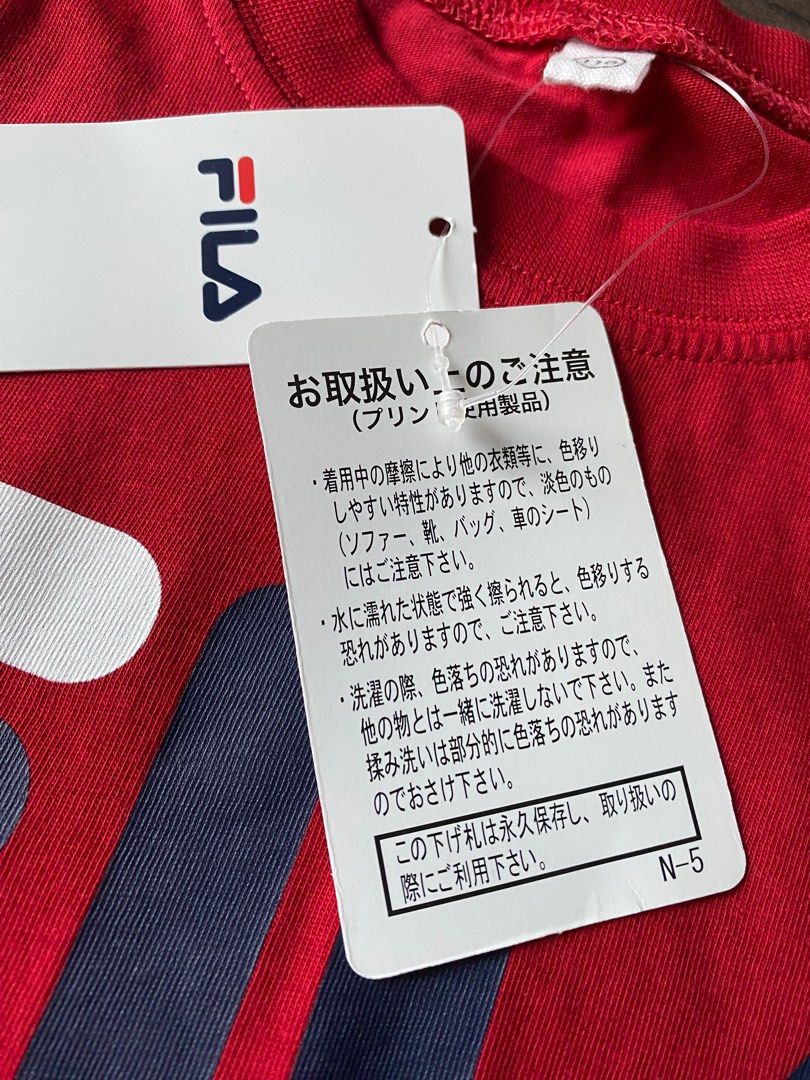 FILA
お取扱い上のご注意
（プリント使用製品）
・着用中の摩擦により他の衣類等に、色移り
しやすい特性がありますので、淡色のもの
（ソファー、靴、バッグ、車のシート）
にはご注意下さい。
・水に濡れた状態で強く擦られると、色移りする
恐れがありますので、ご注意下さい。
・洗濯の際、色落ちの恐れがありますので、
他の物とは一緒に洗濯しないで下さい。また
揉み洗いは部分的に色落ちの恐れがあります
のでおさけ下さい。
この下げ札は永久保存し、取り扱いの
際にご利用下さい。
N-5